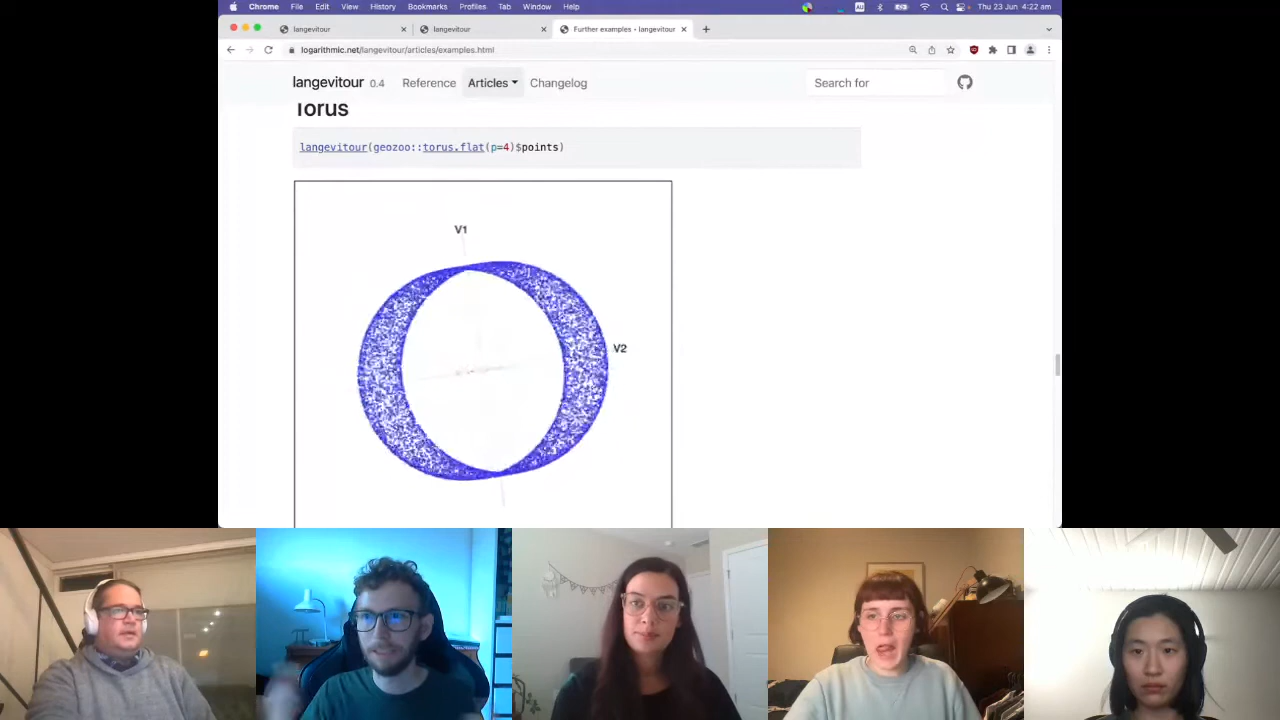 Chrome File Edit View History Bookmarks Profiles Tab Window Help AU Thu 23 Jun 4:22 am
langevitour langevitour Further examples • langevitour
logarithmic.net/langevitour/articles/examples.html
langevitour 0.4 Reference Articles Changelog Search for
Torus
langevitour(geozoo::torus.flat(p=4)$points)
V1
V2